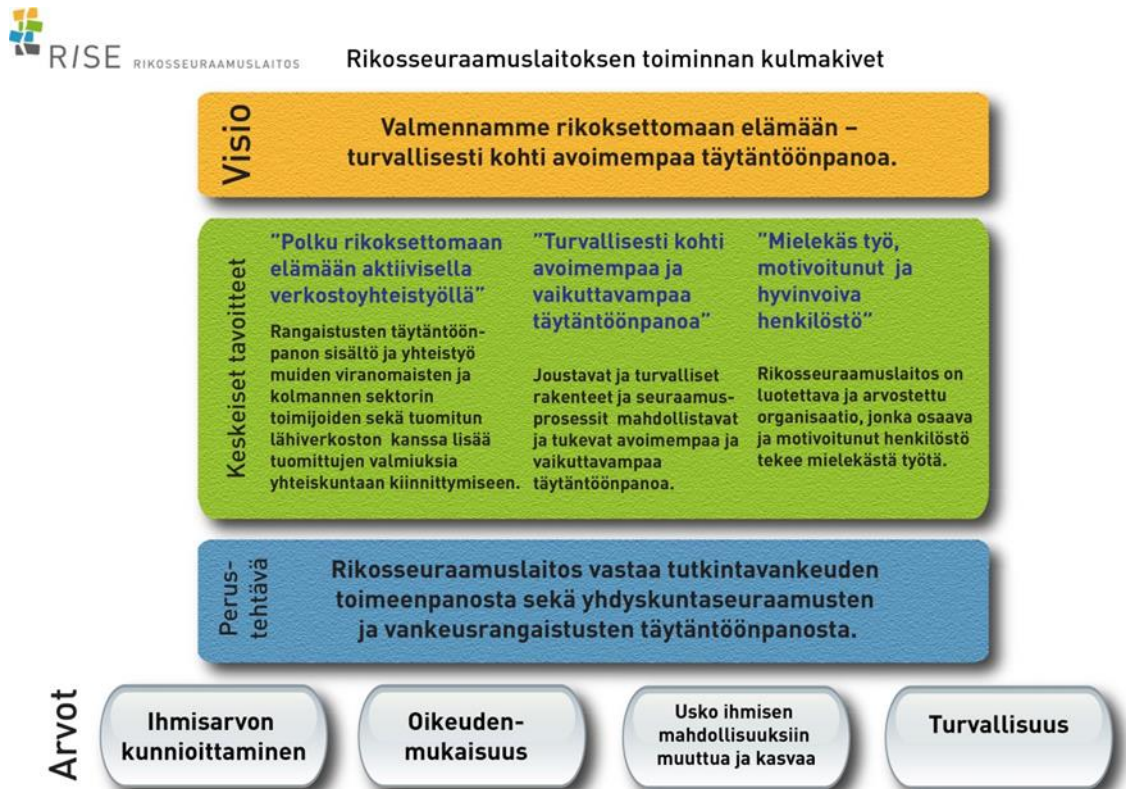 RISE RIKOSSEURAAMUSLAITOS
Rikosseuraamuslaitoksen toiminnan kulmakivet
Visio
Valmennamme rikoksettomaan elämään –
turvallisesti kohti avoimempaa täytäntöönpanoa.
Keskeiset tavoitteet
”Polku rikoksettomaan
elämään aktiivisella
verkostoyhteistyöllä”
Rangaistusten täytäntöön-
panon sisältö ja yhteistyö
muiden viranomaisten ja
kolmannen sektorin
toimijoiden sekä tuomitun
lähiverkoston kanssa lisää
tuomittujen valmiuksia
yhteiskuntaan kiinnittymiseen.
”Turvallisesti kohti
avoimempaa ja
vaikuttavampaa
täytäntöönpanoa”
Joustavat ja turvalliset
rakenteet ja seuraamus-
prosessit mahdollistavat
ja tukevat avoimempaa ja
vaikuttavampaa
täytäntöönpanoa.
”Mielekäs työ,
motivoitunut ja
hyvinvoiva
henkilöstö”
Rikosseuraamuslaitos on
luotettava ja arvostettu
organisaatio, jonka osaava
ja motivoitunut henkilöstö
tekee mielekästä työtä.
Perus-
tehtävä
Rikosseuraamuslaitos vastaa tutkintavankeuden
toimeenpanosta sekä yhdyskuntaseuraamusten
ja vankeusrangaistusten täytäntöönpanosta.
Arvot
Ihmisarvon
kunnioittaminen
Oikeuden-
mukaisuus
Usko ihmisen
mahdollisuuksiin
muuttua ja kasvaa
Turvallisuus